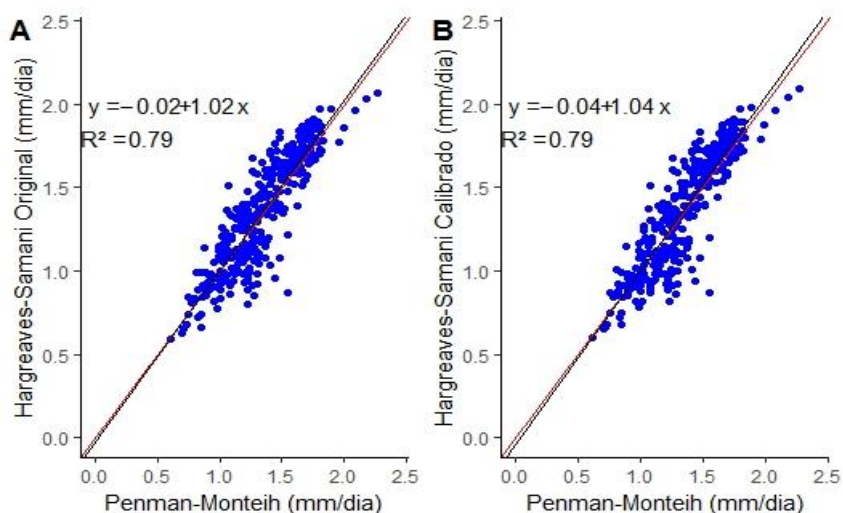 A
Hargreaves-Samani Original (mm/dia)
2.5
2.0
1.5
1.0
0.5
0.0
y =−0.02+1.02 x
R² =0.79
0.0 0.5 1.0 1.5 2.0 2.5
Penman-Monteih (mm/dia)
B
Hargreaves-Samani Calibrado (mm/dia)
2.5
2.0
1.5
1.0
0.5
0.0
y =−0.04+1.04 x
R² =0.79
0.0 0.5 1.0 1.5 2.0 2.5
Penman-Monteih (mm/dia)